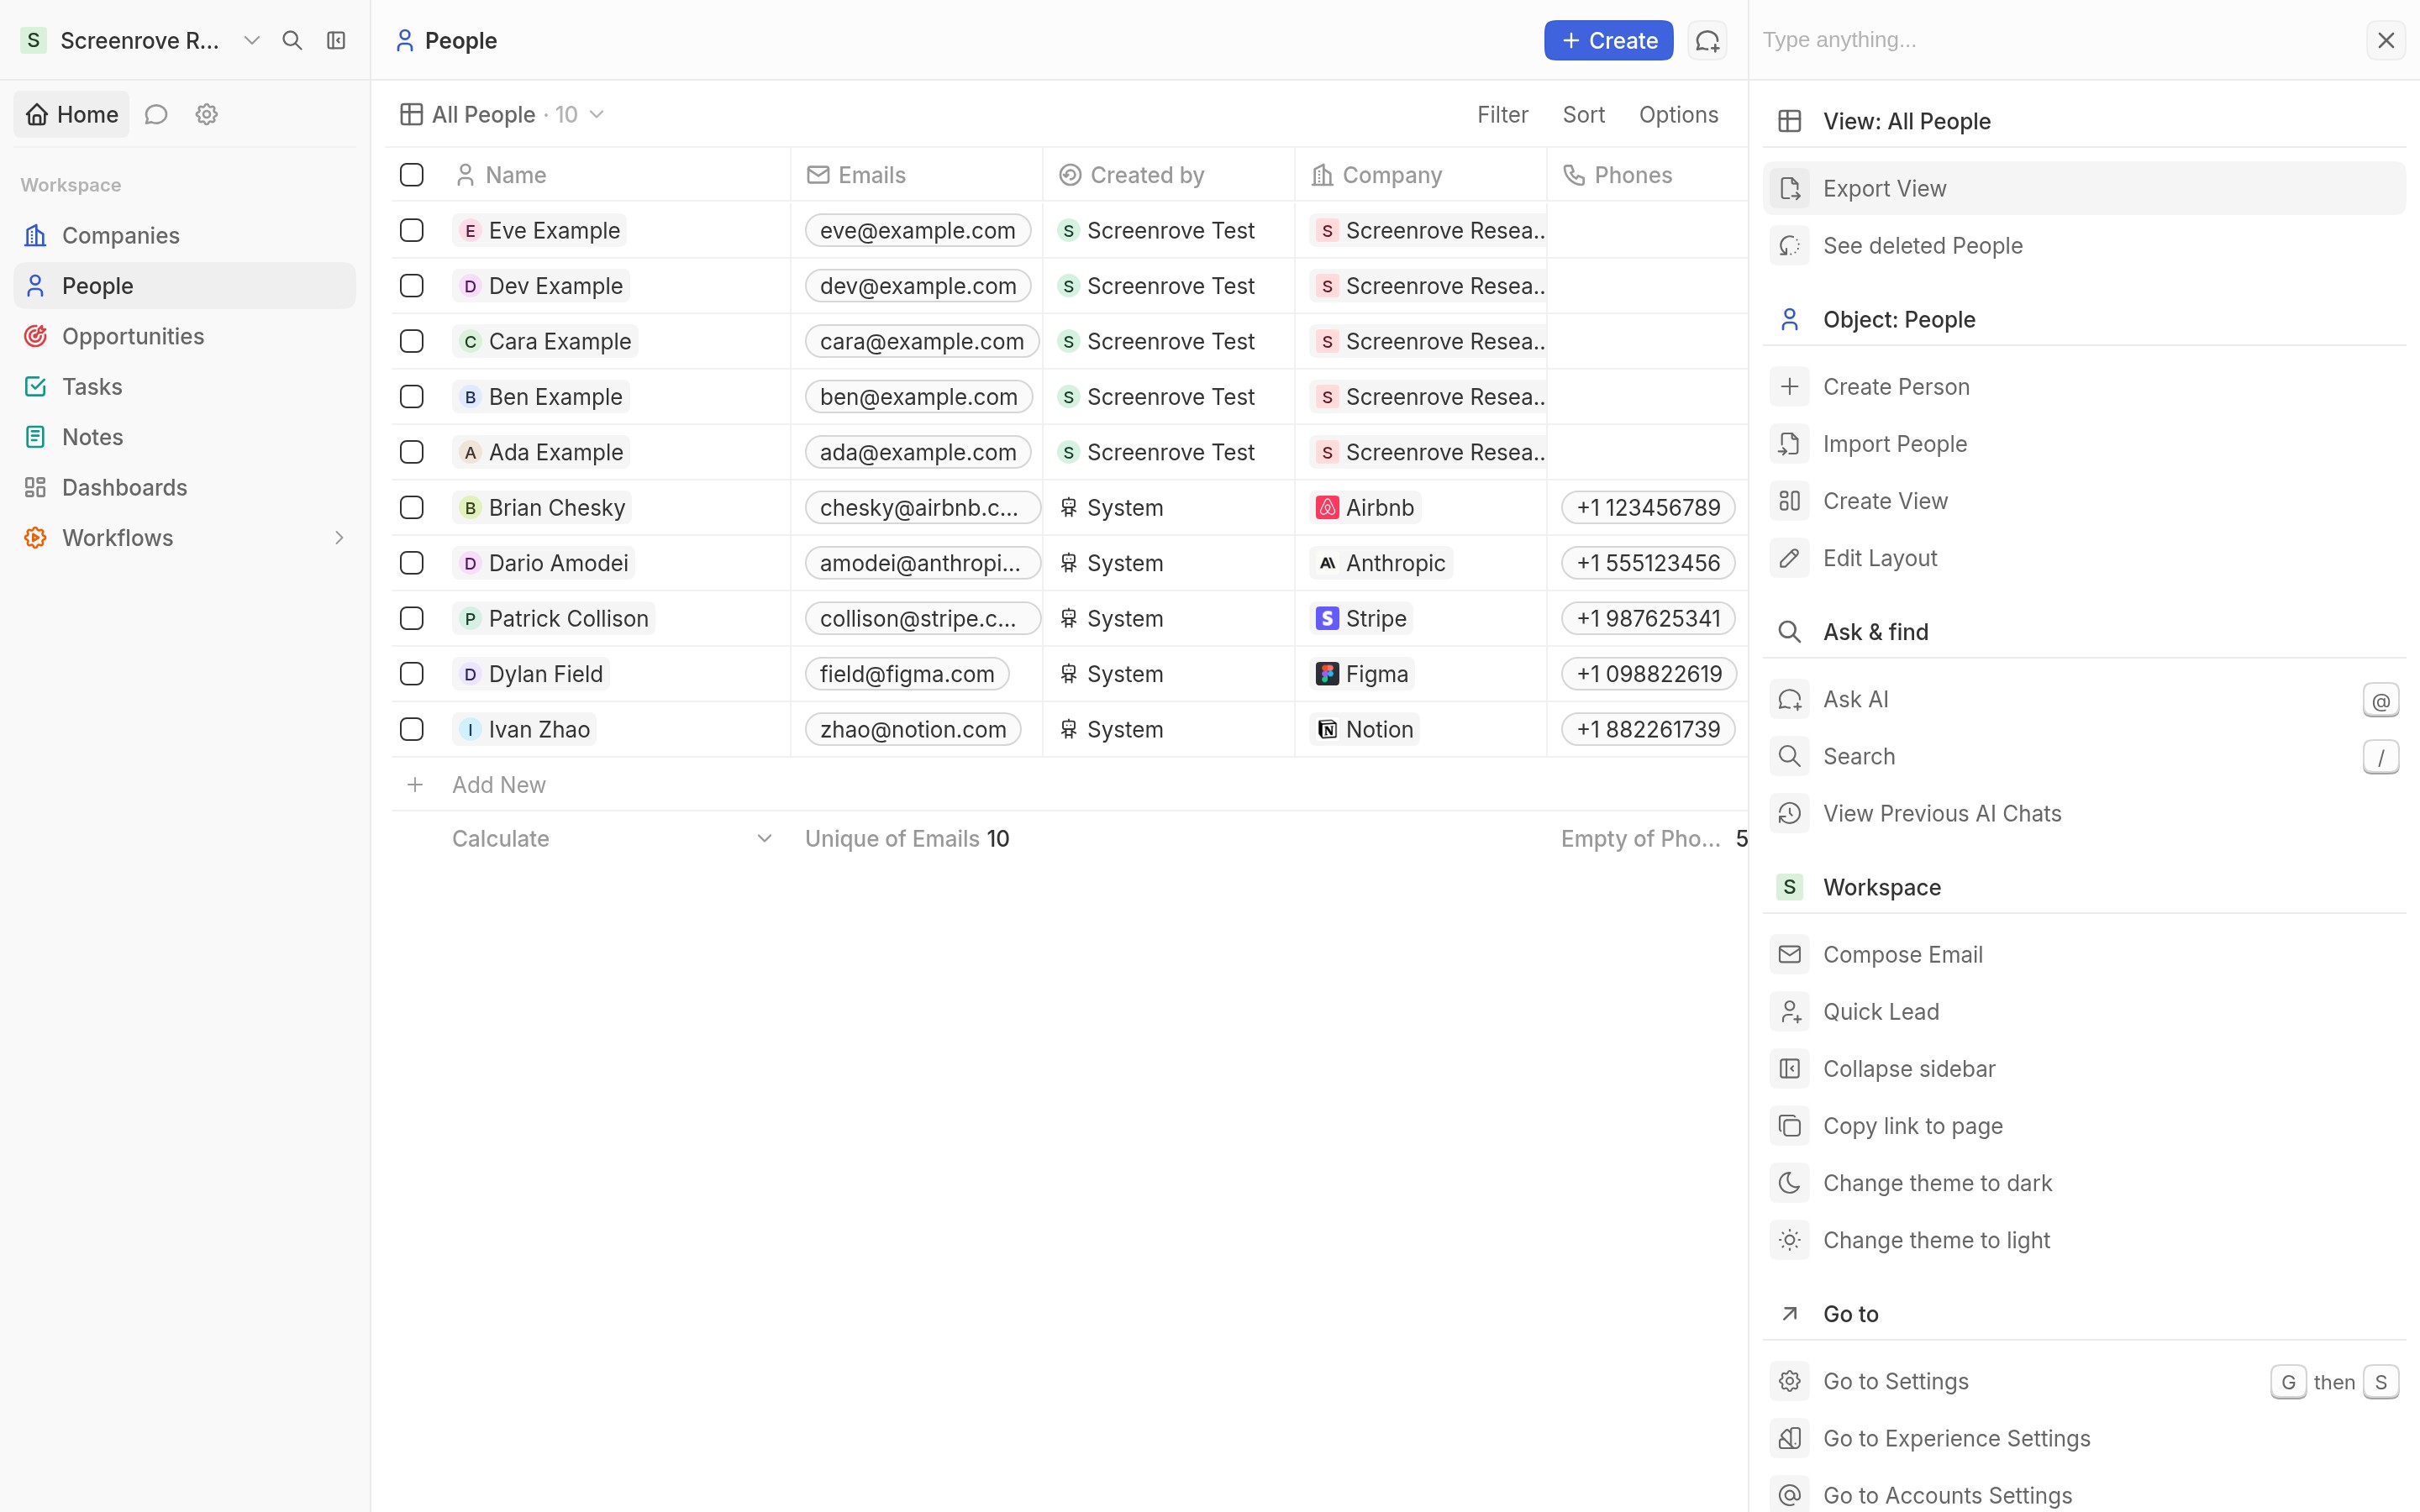 S Screenrove R...
Home
Workspace
Companies
People
Opportunities
Tasks
Notes
Dashboards
Workflows
People
+ Create
All People · 10
Filter Sort Options
Name Emails Created by Company Phones
E Eve Example eve@example.com S Screenrove Test S Screenrove Resea..
D Dev Example dev@example.com S Screenrove Test S Screenrove Resea..
C Cara Example cara@example.com S Screenrove Test S Screenrove Resea..
B Ben Example ben@example.com S Screenrove Test S Screenrove Resea..
A Ada Example ada@example.com S Screenrove Test S Screenrove Resea..
B Brian Chesky chesky@airbnb.c... System Airbnb +1 123456789
D Dario Amodei amodei@anthropi... System Anthropic +1 555123456
P Patrick Collison collison@stripe.c... System Stripe +1 987625341
D Dylan Field field@figma.com System Figma +1 098822619
I Ivan Zhao zhao@notion.com System Notion +1 882261739
+ Add New
Calculate Unique of Emails 10 Empty of Pho... 5
Type anything...
View: All People
Export View
See deleted People
Object: People
Create Person
Import People
Create View
Edit Layout
Ask & find
Ask AI @
Search /
View Previous AI Chats
S Workspace
Compose Email
Quick Lead
Collapse sidebar
Copy link to page
Change theme to dark
Change theme to light
Go to
Go to Settings G then S
Go to Experience Settings
Go to Accounts Settings